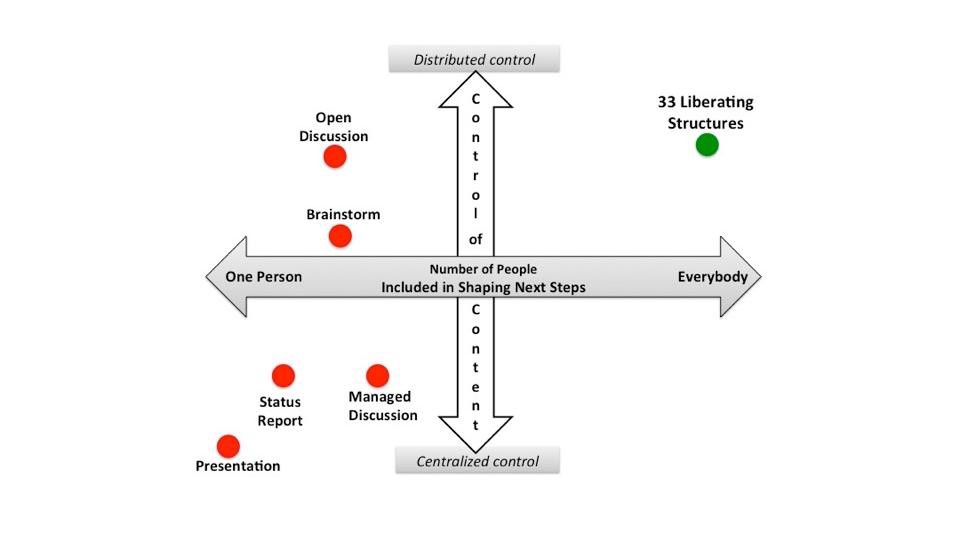 Distributed control
33 Liberating
Structures
Open
Discussion
Brainstorm
Control
of
One Person
Number of People
Included in Shaping Next Steps
Everybody
Content
Status
Report
Managed
Discussion
Presentation
Centralized control